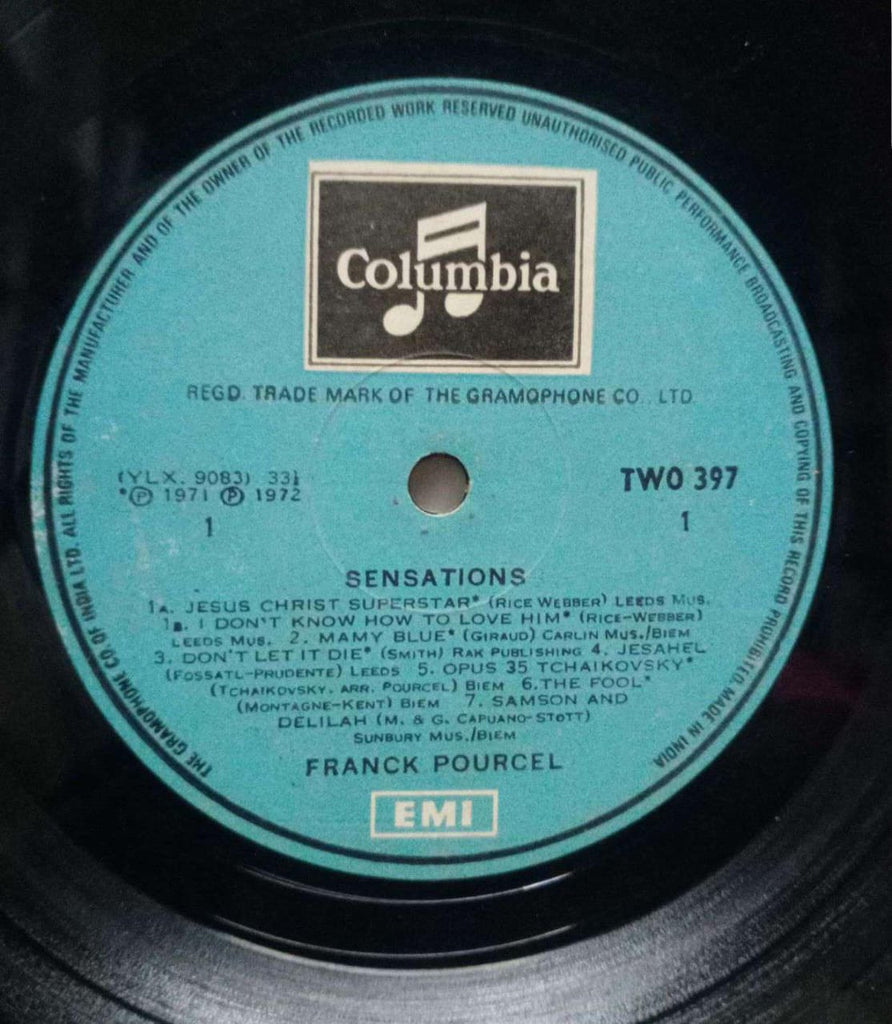 THE GRAMOPHONE CO. OF INDIA LTD. ALL RIGHTS OF THE MANUFACTURER AND OF THE OWNER OF THE RECORDED WORK RESERVED UNAUTHORISED PUBLIC PERFORMANCE BROADCASTING AND COPYING OF THIS RECORD PROHIBITED. MADE IN INDIA
Columbia
REGD. TRADE MARK OF THE GRAMOPHONE CO. LTD
(YLX. 9083) 33⅓
TWO 397
*Ⓟ 1971 Ⓟ 1972
1
1
SENSATIONS
1A. JESUS CHRIST SUPERSTAR* (RICE WEBBER) LEEDS MUS.
1B. I DON'T KNOW HOW TO LOVE HIM* (RICE-WEBBER)
LEEDS MUS. 2. MAMY BLUE* (GIRAUD) CARLIN MUS./BIEM
3. DON'T LET IT DIE* (SMITH) RAK PUBLISHING 4. JESAHEL
(FOSSATL-PRUDENTE) LEEDS 5. OPUS 35 TCHAIKOVSKY*
(TCHAIKOVSKY. ARR. POURCEL) BIEM 6.THE FOOL*
(MONTAGNE-KENT) BIEM 7. SAMSON AND
DELILAH (M. & G. CAPUANO-STOTT)
SUNBURY MUS./BIEM
FRANCK POURCEL
EMI